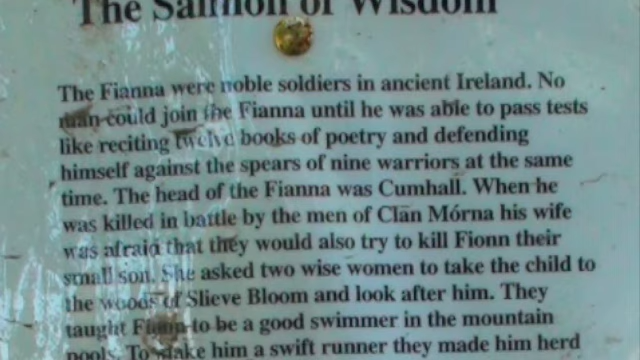 The Salmon of Wisdom
The Fianna were noble soldiers in ancient Ireland. No
man could join the Fianna until he was able to pass tests
like reciting twelve books of poetry and defending
himself against the spears of nine warriors at the same
time. The head of the Fianna was Cumhall. When he
was killed in battle by the men of Clan Mórna his wife
was afraid that they would also try to kill Fionn their
small son. She asked two wise women to take the child to
the woods of Slieve Bloom and look after him. They
taught Fionn to be a good swimmer in the mountain
pools. To make him a swift runner they made him herd